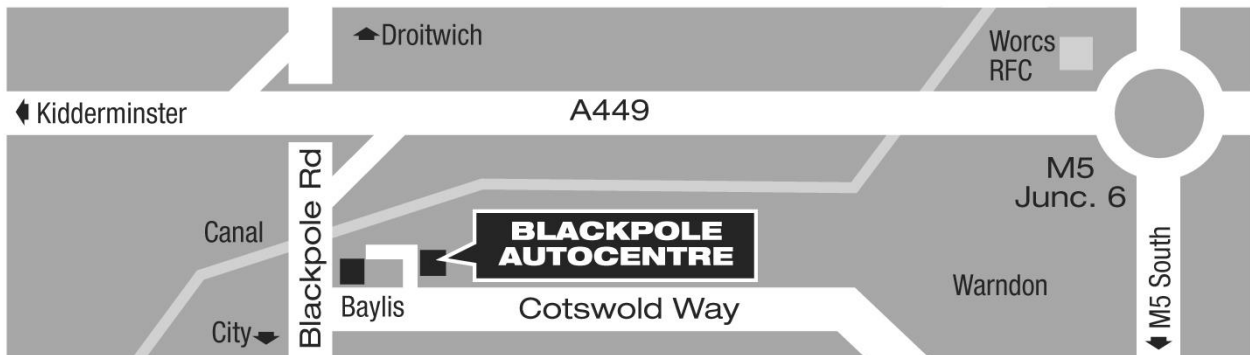 Droitwich
Worcs
RFC
Kidderminster
A449
M5
Junc. 6
Blackpole Rd
Canal
BLACKPOLE
AUTOCENTRE
Warndon
M5 South
Baylis
Cotswold Way
City